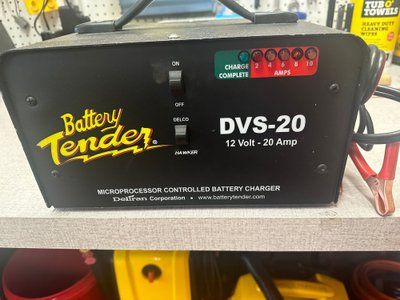 TUB O'
TOWELS
HEAVY DUTY
CLEANING
WIPES
ON
OFF
CHARGE
COMPLETE
2 4 6 8 10
AMPS
Battery
Tender®
DELCO
HAWKER
DVS-20
12 Volt - 20 Amp
MICROPROCESSOR CONTROLLED BATTERY CHARGER
Deltran Corporation • www.batterytender.com